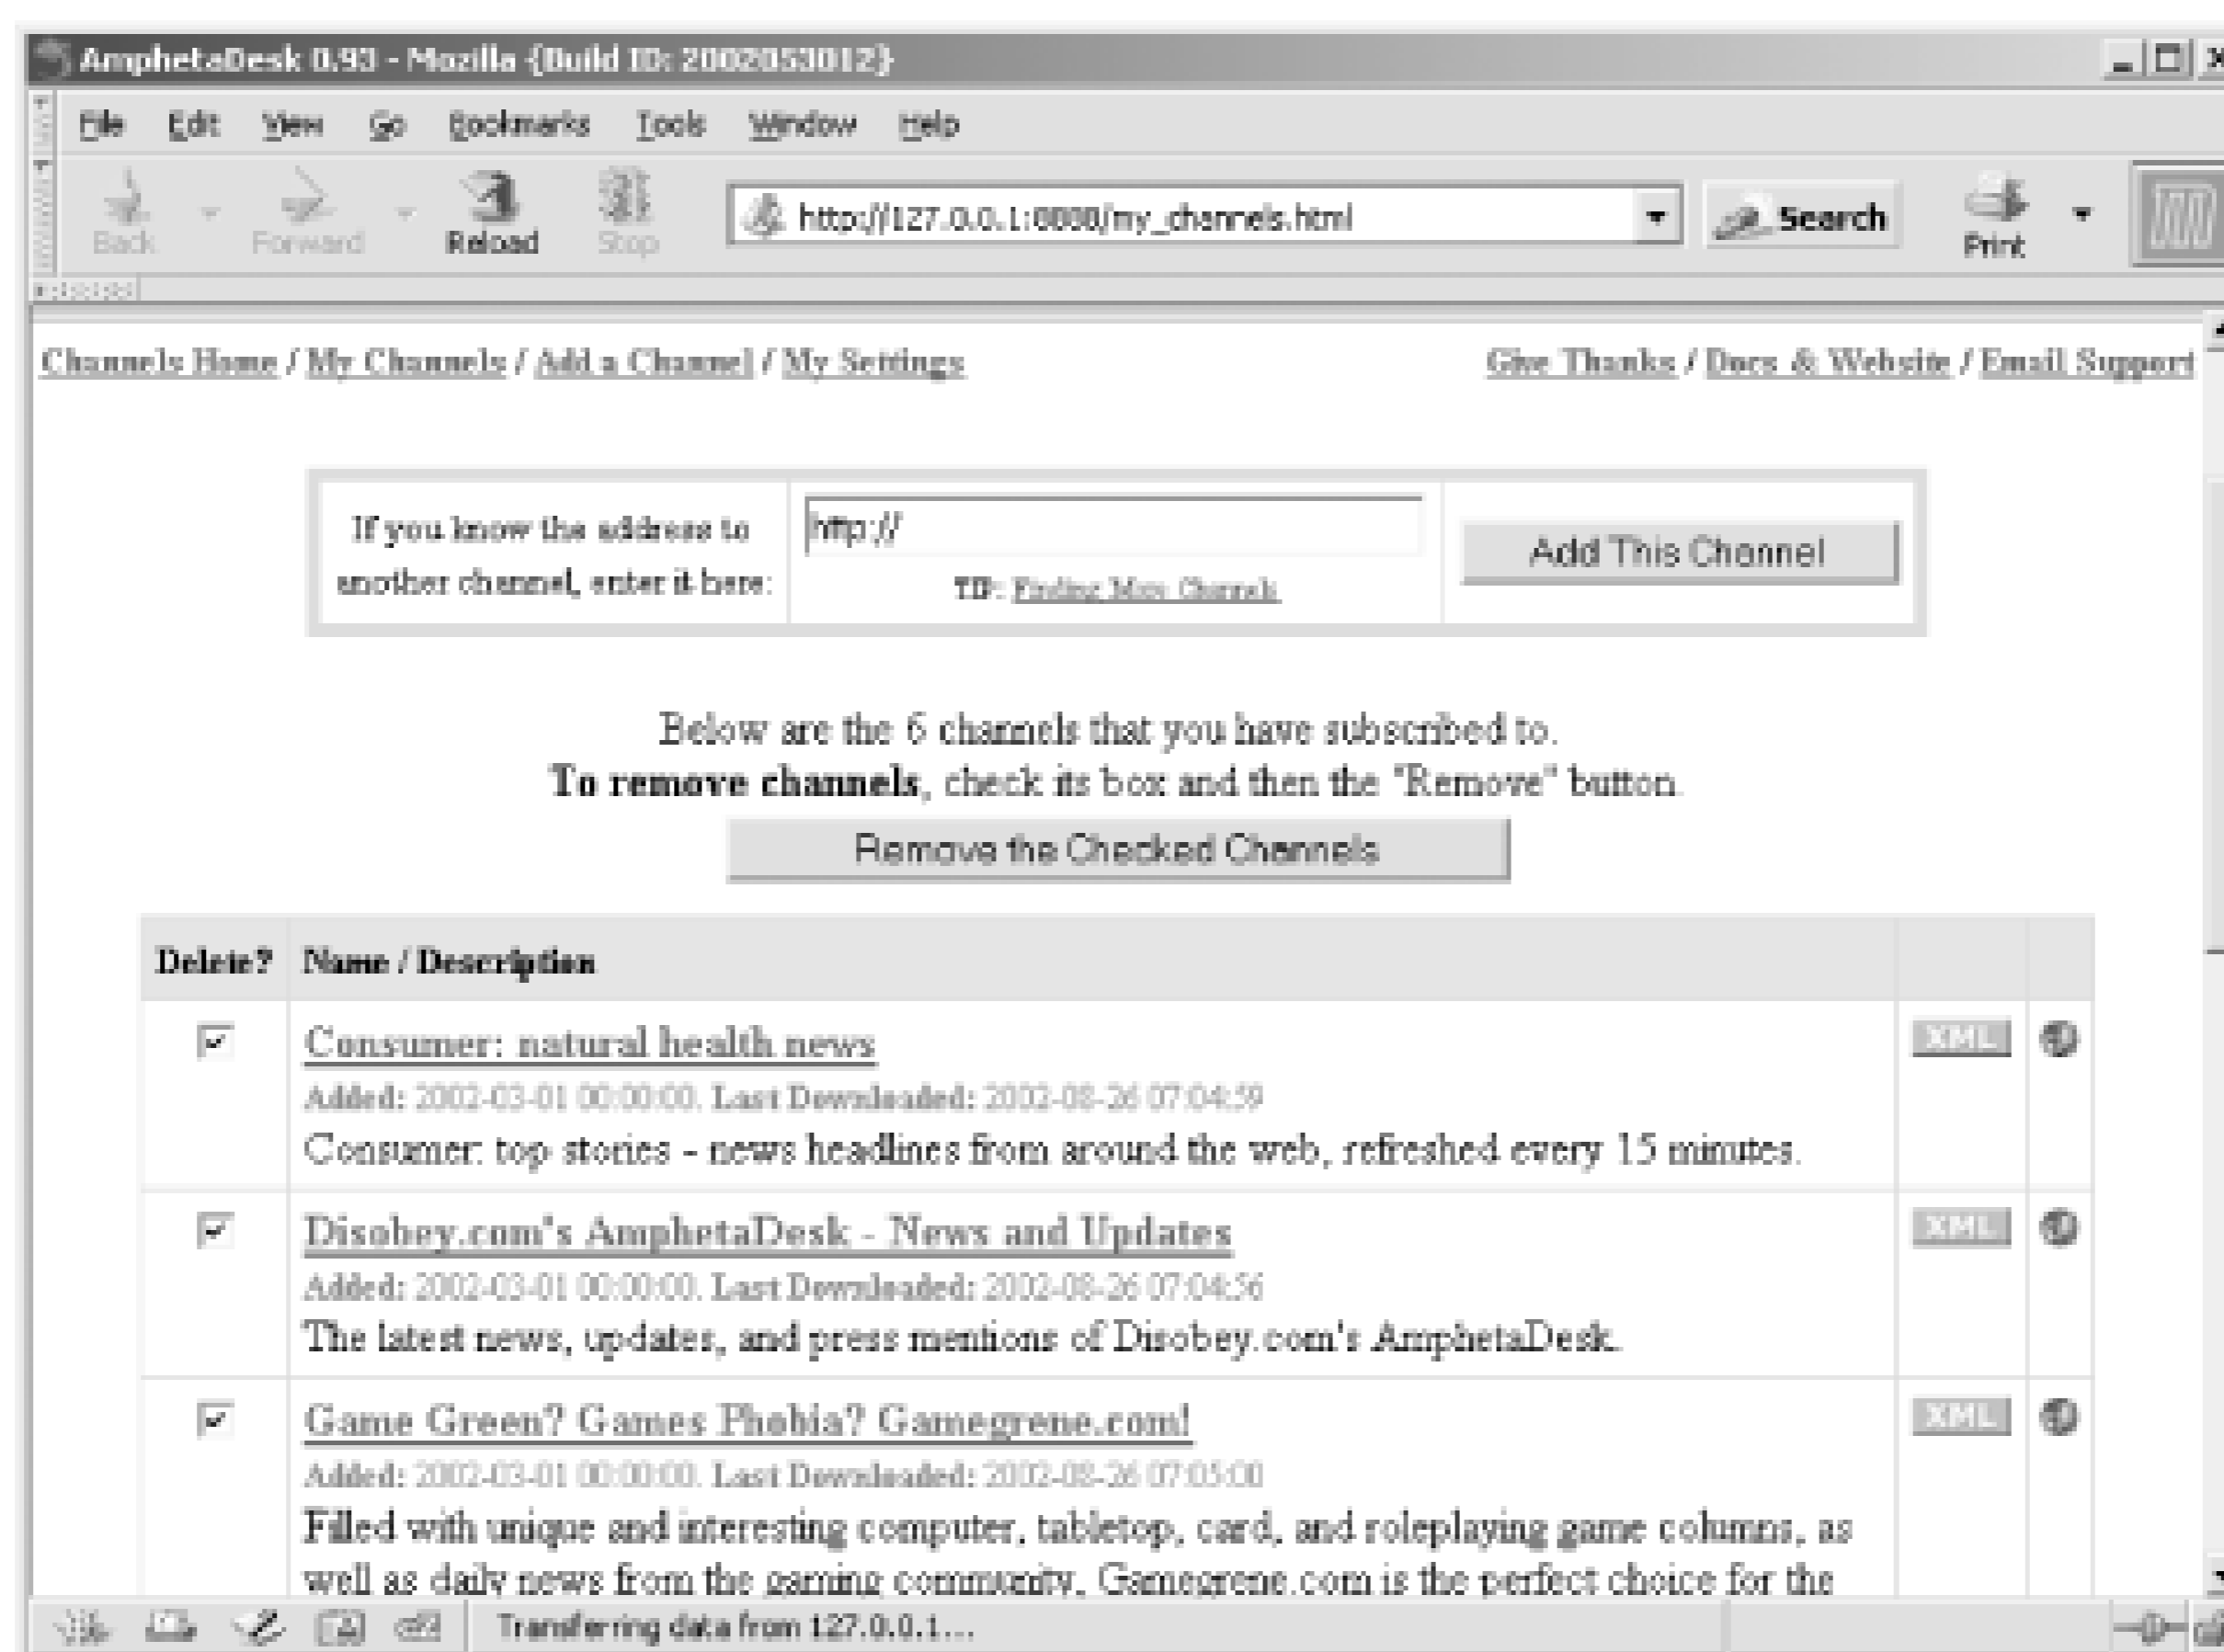 AmphetaDesk 0.93 - Mozilla {Build ID: 2002053012}
File Edit View Go Bookmarks Tools Window Help
Back Forward Reload Stop http://127.0.0.1:8888/my_channels.html Search Print
Channels Home / My Channels / Add a Channel / My Settings Give Thanks / Docs & Website / Email Support
If you know the address to
another channel, enter it here:
http://
TIP: Finding More Channels
Add This Channel
Below are the 6 channels that you have subscribed to.
To remove channels, check its box and then the "Remove" button.
Remove the Checked Channels
Delete? Name / Description
Consumer: natural health news XML
Added: 2002-03-01 00:00:00. Last Downloaded: 2002-08-26 07:04:59
Consumer: top stories - news headlines from around the web, refreshed every 15 minutes.
Disobey.com's AmphetaDesk - News and Updates XML
Added: 2002-03-01 00:00:00. Last Downloaded: 2002-08-26 07:04:56
The latest news, updates, and press mentions of Disobey.com's AmphetaDesk.
Game Green? Games Phobia? Gamegrene.com! XML
Added: 2002-03-01 00:00:00. Last Downloaded: 2002-08-26 07:05:00
Filled with unique and interesting computer, tabletop, card, and roleplaying game columns, as
well as daily news from the gaming community, Gamegrene.com is the perfect choice for the
Transferring data from 127.0.0.1...